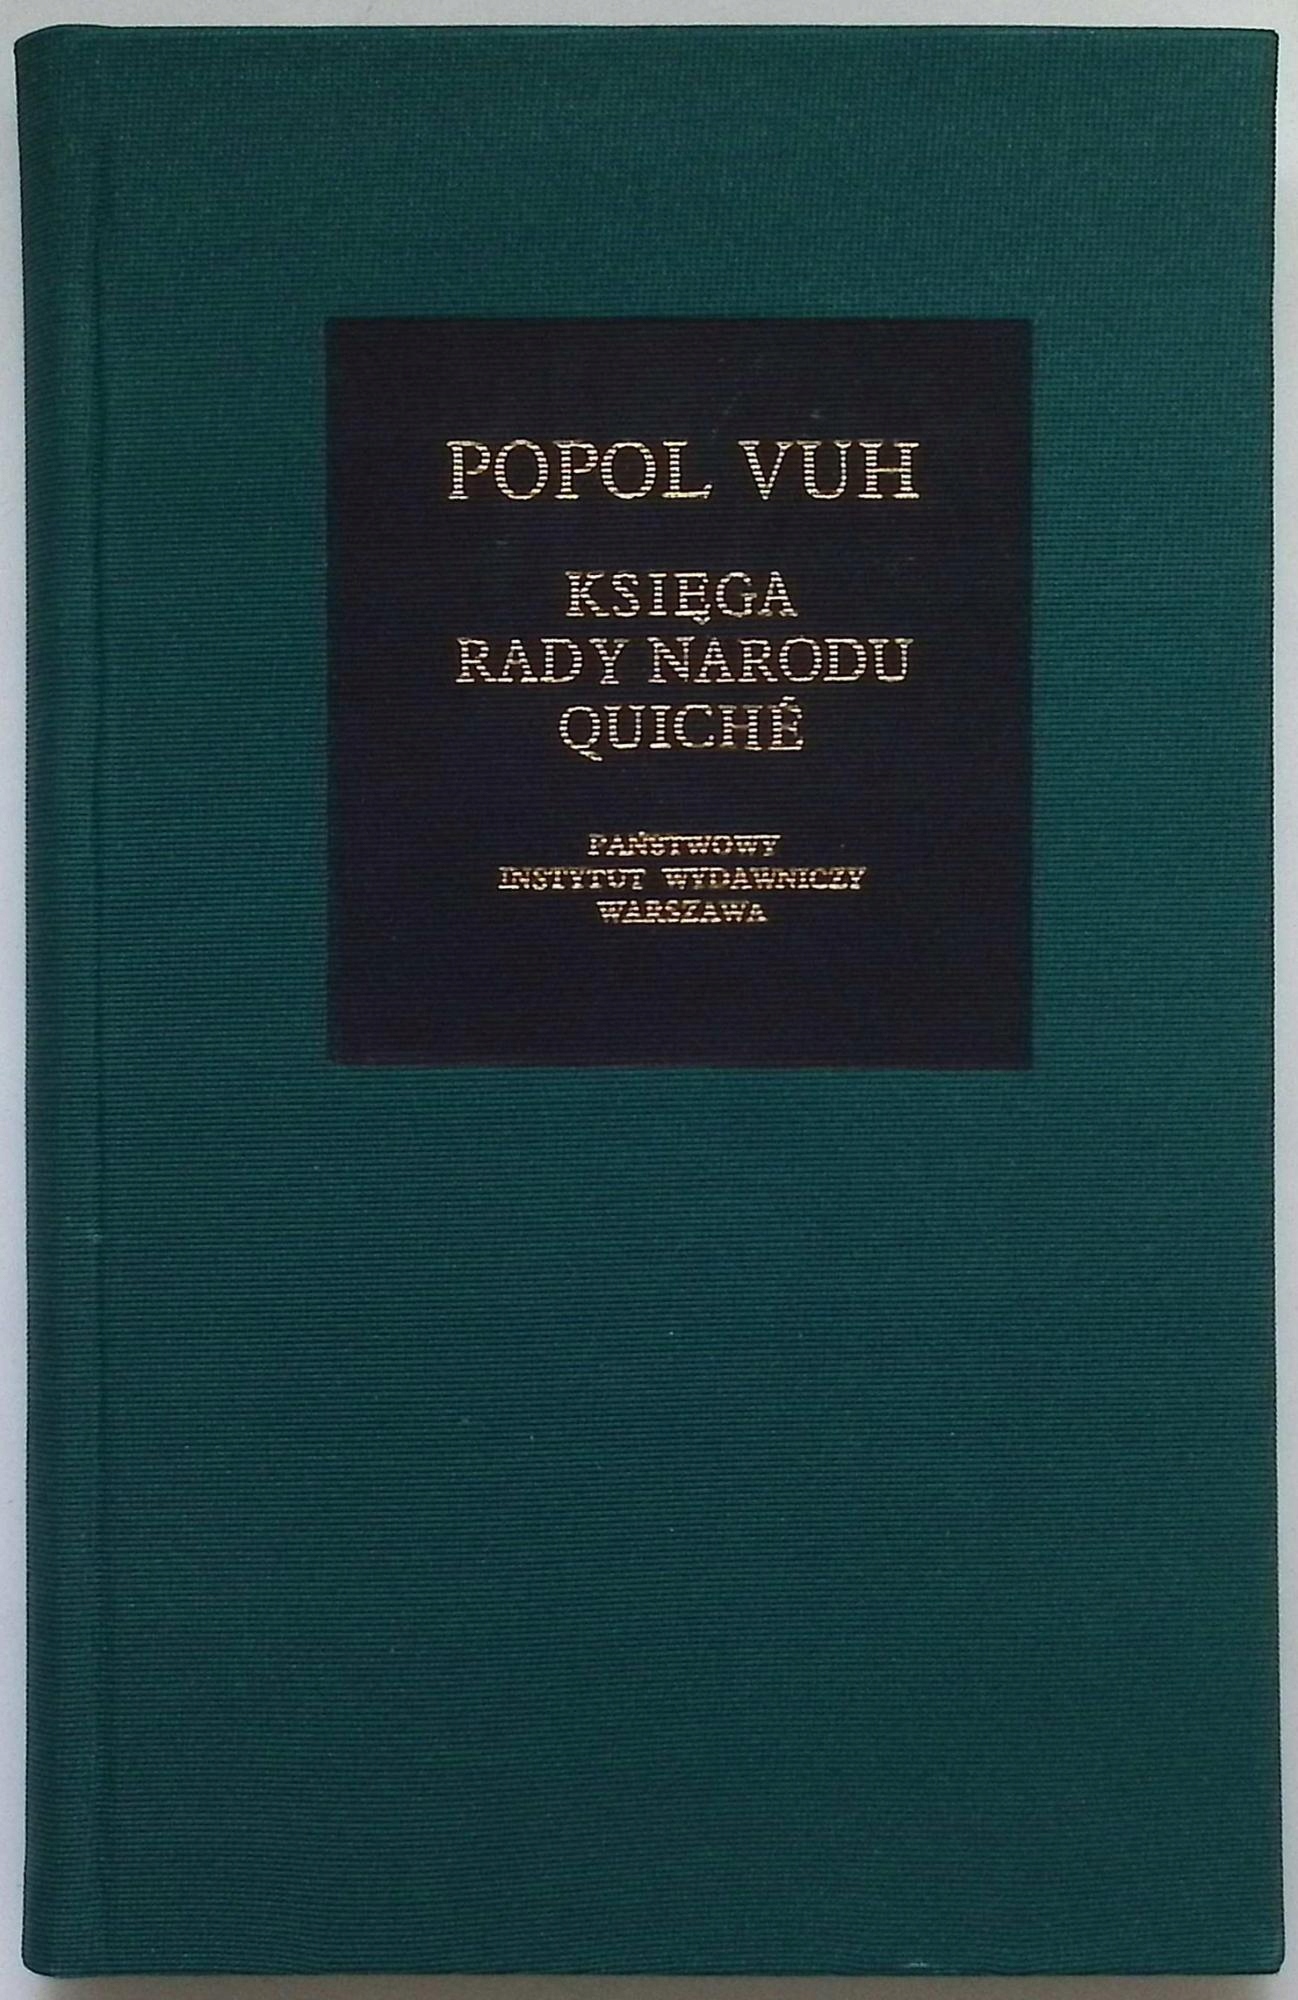 POPOL VUH
KSIĘGA
RADY NARODU
QUICHÉ
PAŃSTWOWY
INSTYTUT WYDAWNICZY
WARSZAWA